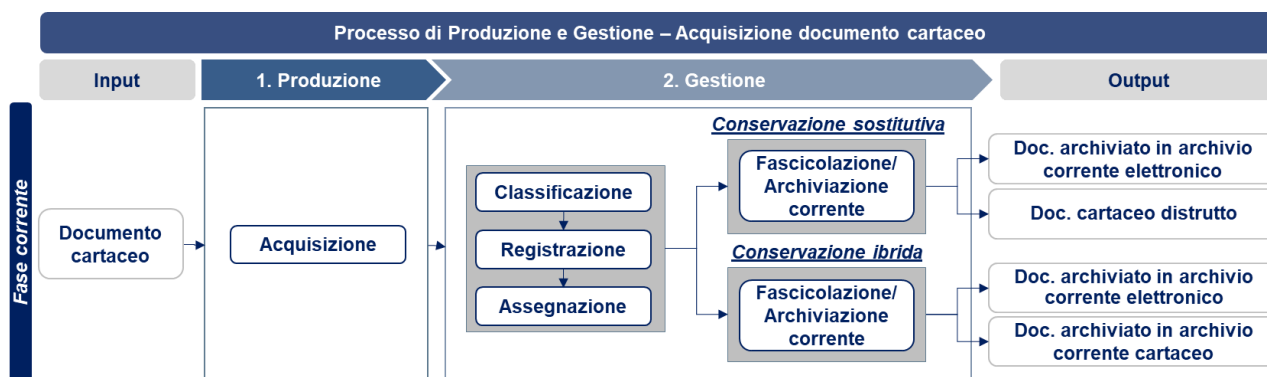 Processo di Produzione e Gestione – Acquisizione documento cartaceo
Input
1. Produzione
2. Gestione
Output
Fase corrente
Documento
cartaceo
Acquisizione
Classificazione
Registrazione
Assegnazione
Conservazione sostitutiva
Fascicolazione/
Archiviazione
corrente
Conservazione ibrida
Fascicolazione/
Archiviazione
corrente
Doc. archiviato in archivio
corrente elettronico
Doc. cartaceo distrutto
Doc. archiviato in archivio
corrente elettronico
Doc. archiviato in archivio
corrente cartaceo